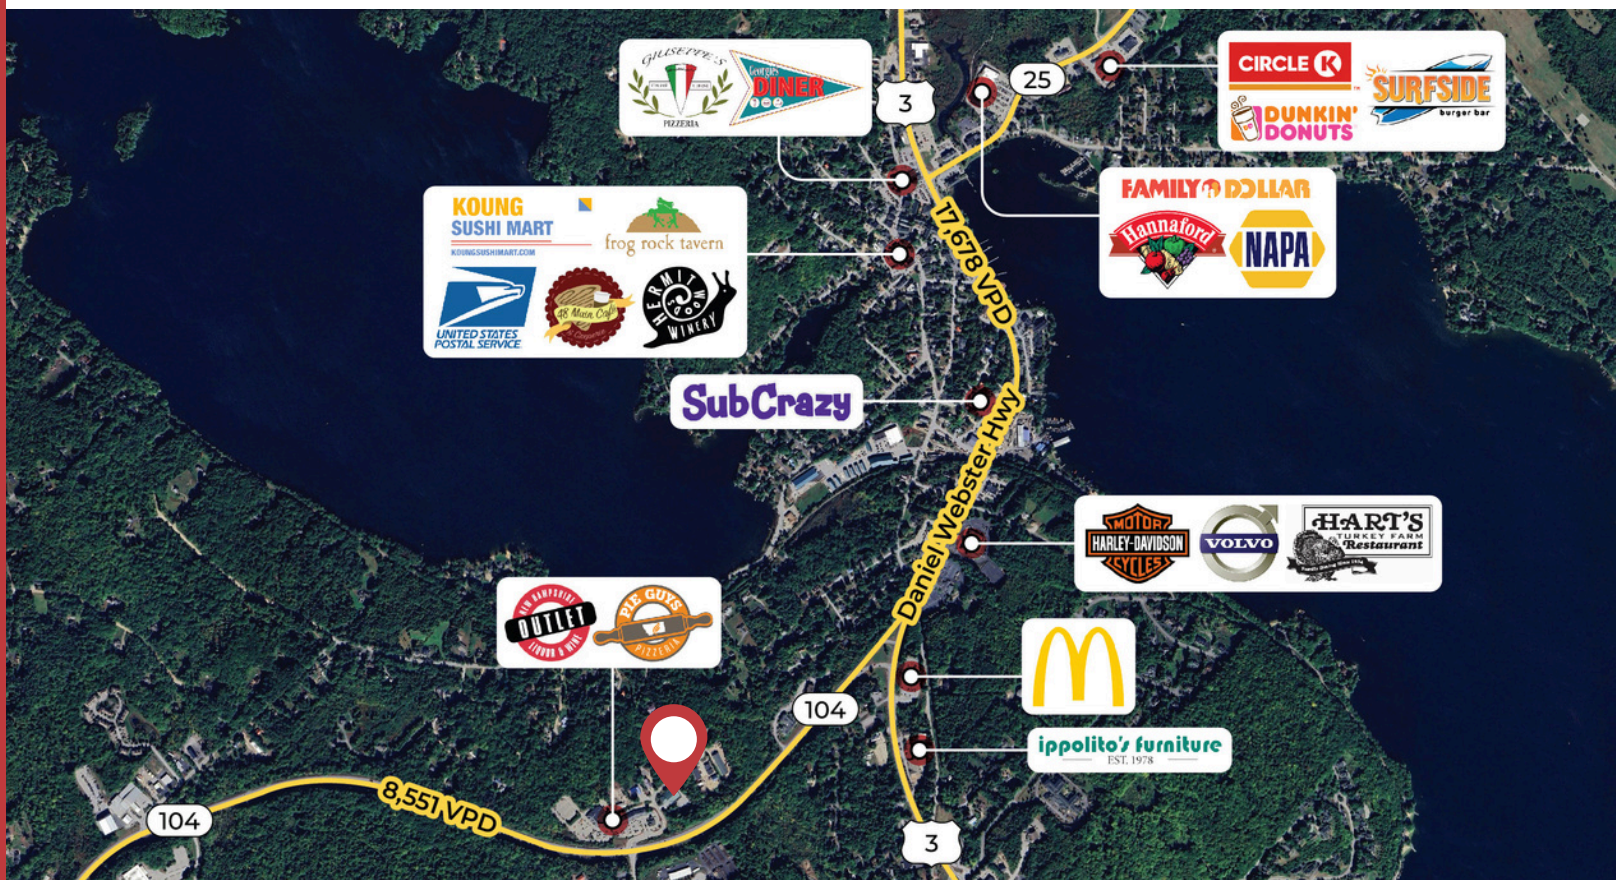 GIUSEPPE'S
PIZZERIA
Georgie's
DINER
3
25
CIRCLE K
DUNKIN'
DONUTS
SURFSIDE
burger bar
KOUNG
SUSHI MART
KOUNGSUSHIMART.COM
frog rock tavern
UNITED STATES
POSTAL SERVICE
48 Main Cafe
HERMIT
WOODS
WINERY
FAMILY DOLLAR
Hannaford
NAPA
17,678 VPD
SubCrazy
Daniel Webster Hwy
MOTOR
HARLEY-DAVIDSON
CYCLES
VOLVO
HART'S
TURKEY FARM
Restaurant
NEW HAMPSHIRE
OUTLET
LIQUOR & WINE
PIE GUYS
PIZZERIA
104
ippolito's furniture
EST. 1978
8,551 VPD
104
3